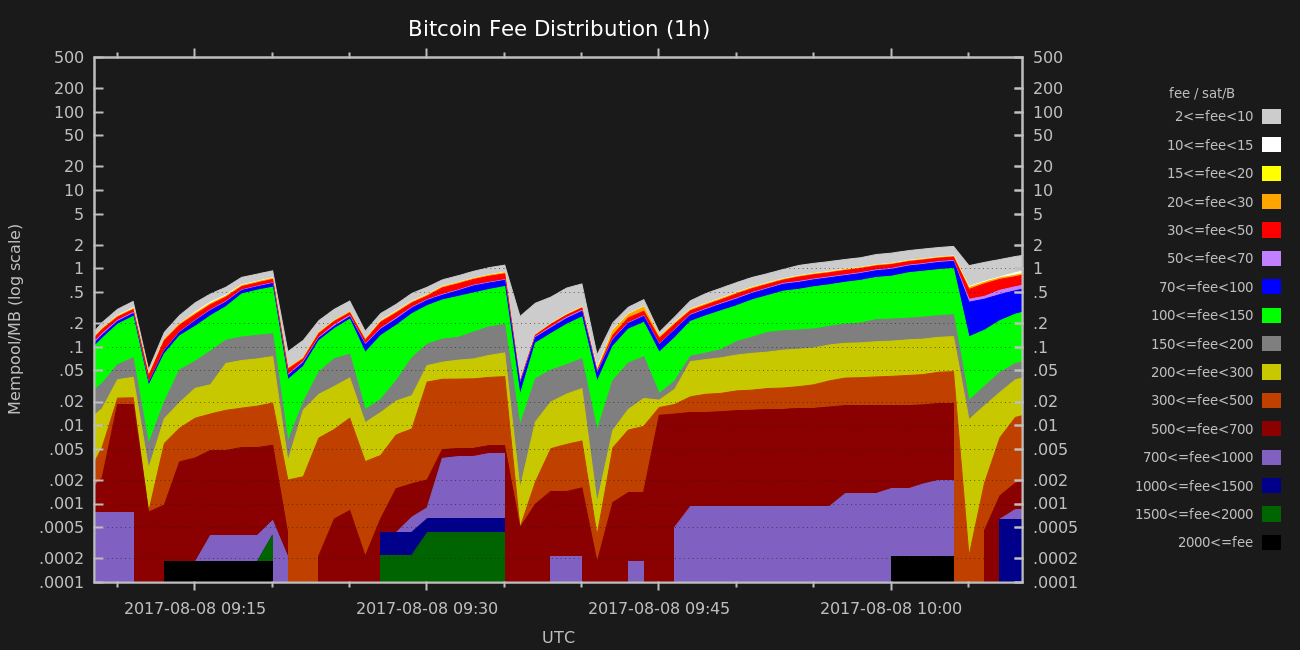 Bitcoin Fee Distribution (1h)
500
200
100
50
20
10
5
2
1
.5
.2
.1
.05
.02
.01
.005
.002
.001
.0005
.0002
.0001
Mempool/MB (log scale)
500
200
100
50
20
10
5
2
1
.5
.2
.1
.05
.02
.01
.005
.002
.001
.0005
.0002
.0001
2017-08-08 09:15
2017-08-08 09:30
2017-08-08 09:45
2017-08-08 10:00
UTC
fee / sat/B
2<=fee<10
10<=fee<15
15<=fee<20
20<=fee<30
30<=fee<50
50<=fee<70
70<=fee<100
100<=fee<150
150<=fee<200
200<=fee<300
300<=fee<500
500<=fee<700
700<=fee<1000
1000<=fee<1500
1500<=fee<2000
2000<=fee